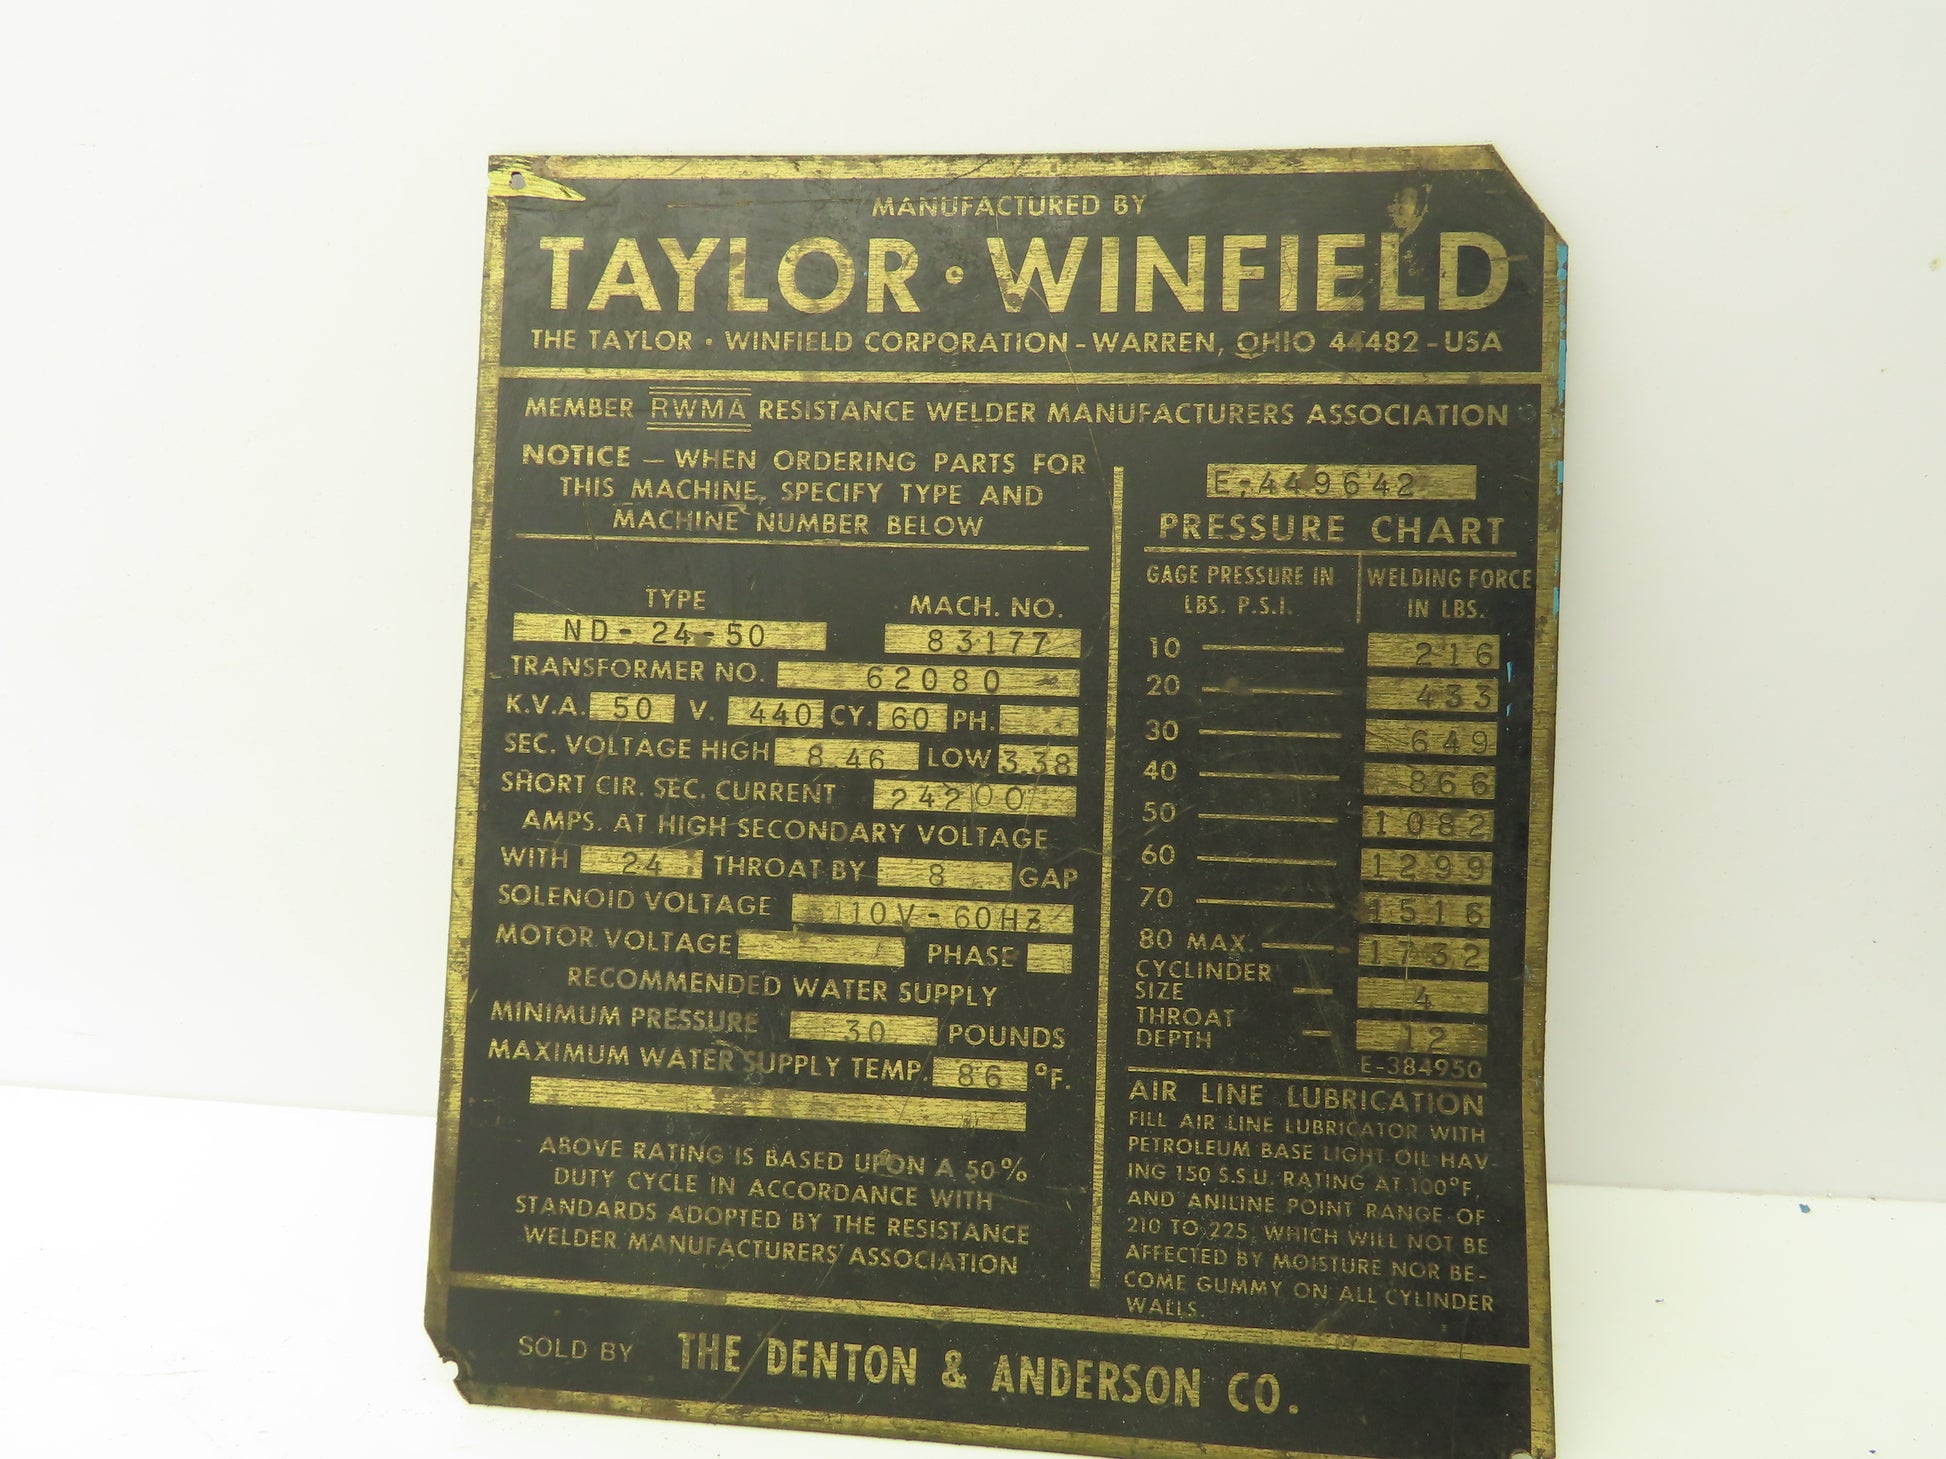 MANUFACTURED BY
TAYLOR · WINFIELD
THE TAYLOR · WINFIELD CORPORATION - WARREN, OHIO 44482 - USA
MEMBER RWMA RESISTANCE WELDER MANUFACTURERS ASSOCIATION
NOTICE — WHEN ORDERING PARTS FOR
THIS MACHINE, SPECIFY TYPE AND
MACHINE NUMBER BELOW
TYPE MACH. NO.
ND-24-50 83177
TRANSFORMER NO. 62080
K.V.A. 50 V. 440 CY. 60 PH.
SEC. VOLTAGE HIGH 8.46 LOW 3.38
SHORT CIR. SEC. CURRENT 24200
AMPS. AT HIGH SECONDARY VOLTAGE
WITH 24 THROAT BY 8 GAP
SOLENOID VOLTAGE 110V-60HZ
MOTOR VOLTAGE PHASE
RECOMMENDED WATER SUPPLY
MINIMUM PRESSURE 30 POUNDS
MAXIMUM WATER SUPPLY TEMP. 86 °F.
ABOVE RATING IS BASED UPON A 50%
DUTY CYCLE IN ACCORDANCE WITH
STANDARDS ADOPTED BY THE RESISTANCE
WELDER MANUFACTURERS' ASSOCIATION
E-449642
PRESSURE CHART
GAGE PRESSURE IN LBS. P.S.I. WELDING FORCE IN LBS.
10 216
20 433
30 649
40 866
50 1082
60 1299
70 1516
80 MAX. 1732
CYCLINDER
SIZE 4
THROAT
DEPTH 12
E-384950
AIR LINE LUBRICATION
FILL AIR LINE LUBRICATOR WITH
PETROLEUM BASE LIGHT OIL HAV-
ING 150 S.S.U. RATING AT 100°F.
AND ANILINE POINT RANGE OF
210 TO 225, WHICH WILL NOT BE
AFFECTED BY MOISTURE NOR BE-
COME GUMMY ON ALL CYLINDER
WALLS.
SOLD BY THE DENTON & ANDERSON CO.